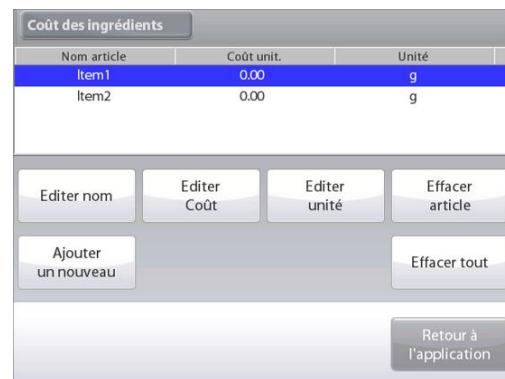 Coût des ingrédients
Nom article Coût unit. Unité
Item1 0.00 g
Item2 0.00 g
Editer nom
Editer
Coût
Editer
unité
Effacer
article
Ajouter
un nouveau
Effacer tout
Retour à
l'application